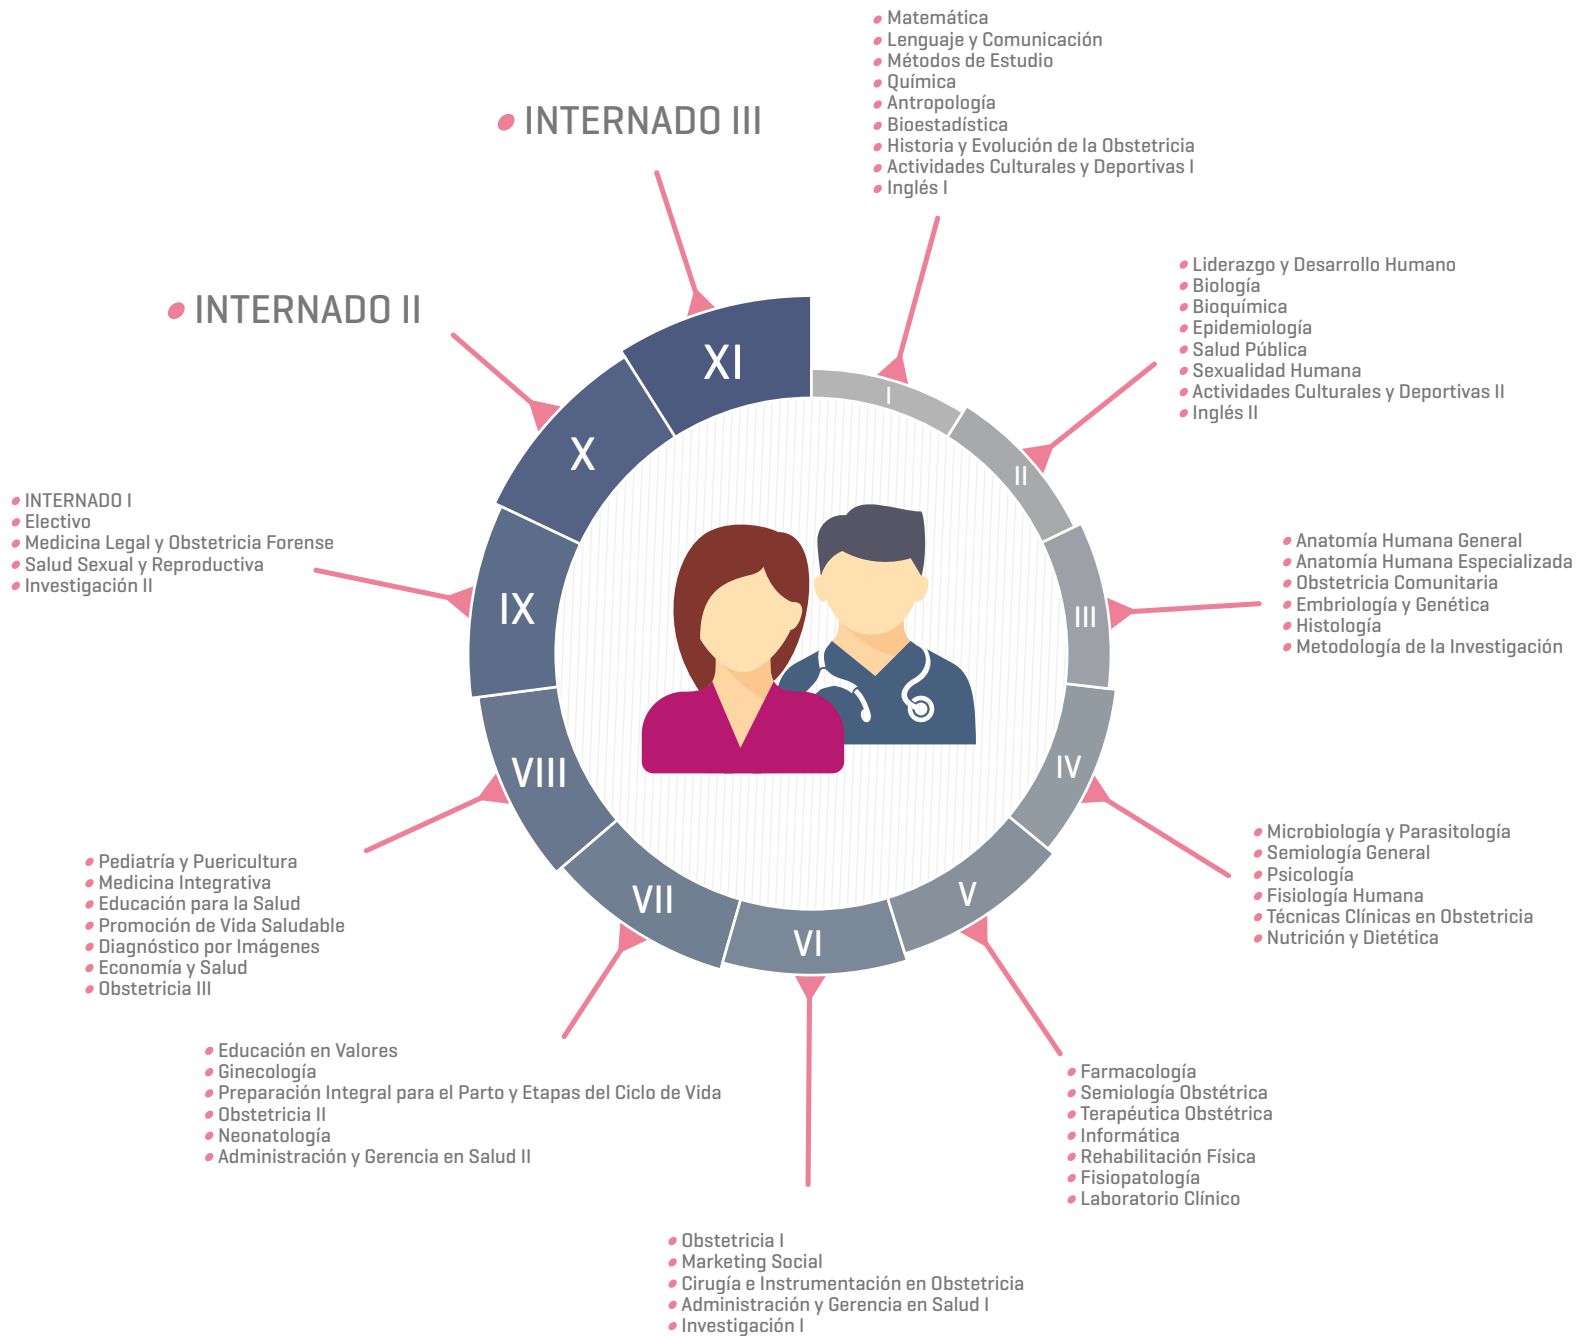 I
Matemática
Lenguaje y Comunicación
Métodos de Estudio
Química
Antropología
Bioestadística
Historia y Evolución de la Obstetricia
Actividades Culturales y Deportivas I
Inglés I
II
Liderazgo y Desarrollo Humano
Biología
Bioquímica
Epidemiología
Salud Pública
Sexualidad Humana
Actividades Culturales y Deportivas II
Inglés II
III
Anatomía Humana General
Anatomía Humana Especializada
Obstetricia Comunitaria
Embriología y Genética
Histología
Metodología de la Investigación
IV
Microbiología y Parasitología
Semiología General
Psicología
Fisiología Humana
Técnicas Clínicas en Obstetricia
Nutrición y Dietética
V
Farmacología
Semiología Obstétrica
Terapéutica Obstétrica
Informática
Rehabilitación Física
Fisiopatología
Laboratorio Clínico
VI
Obstetricia I
Marketing Social
Cirugía e Instrumentación en Obstetricia
Administración y Gerencia en Salud I
Investigación I
VII
Educación en Valores
Ginecología
Preparación Integral para el Parto y Etapas del Ciclo de Vida
Obstetricia II
Neonatología
Administración y Gerencia en Salud II
VIII
Pediatría y Puericultura
Medicina Integrativa
Educación para la Salud
Promoción de Vida Saludable
Diagnóstico por Imágenes
Economía y Salud
Obstetricia III
IX
INTERNADO I
Electivo
Medicina Legal y Obstetricia Forense
Salud Sexual y Reproductiva
Investigación II
X
INTERNADO II
XI
INTERNADO III